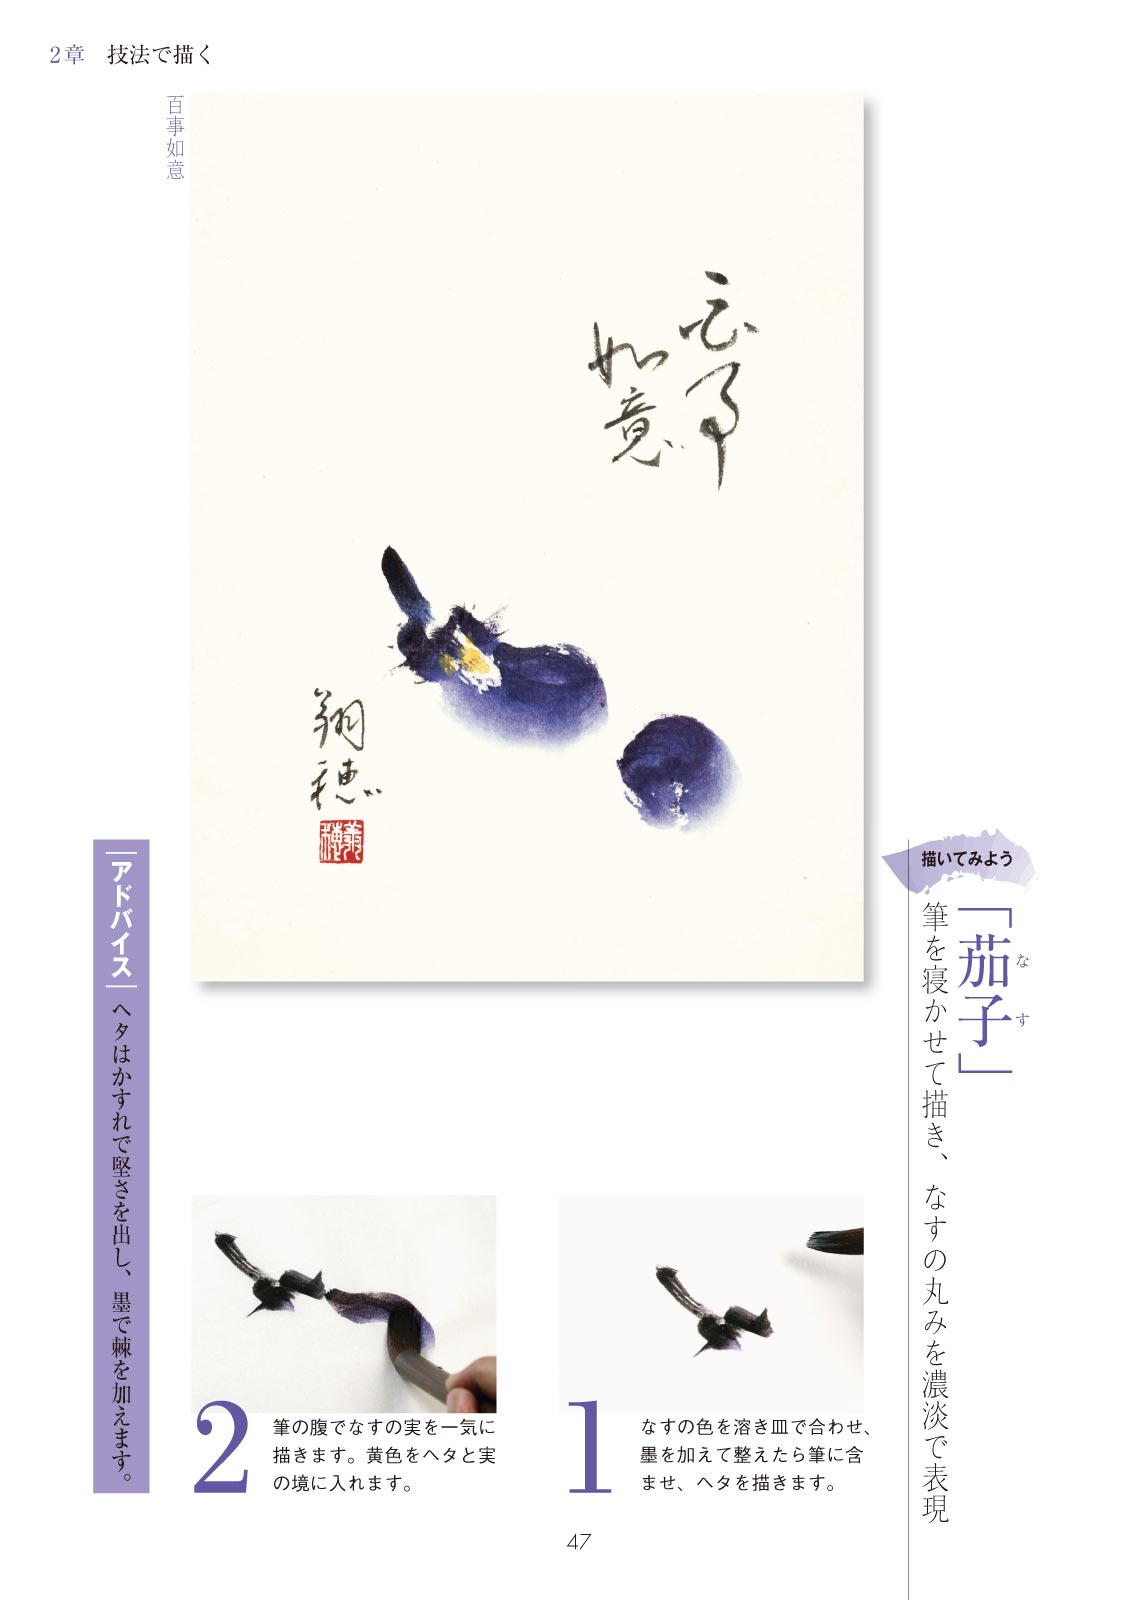 2章 技法で描く
描いてみよう
「茄子」
なす
筆を寝かせて描き、なすの丸みを濃淡で表現
百事如意
百事
如意
翔
穂
1
なすの色を溶き皿で合わせ、
墨を加えて整えたら筆に含
ませ、ヘタを描きます。
2
筆の腹でなすの実を一気に
描きます。黄色をヘタと実
の境に入れます。
アドバイス
ヘタはかすれで堅さを出し、墨で棘を加えます。
47